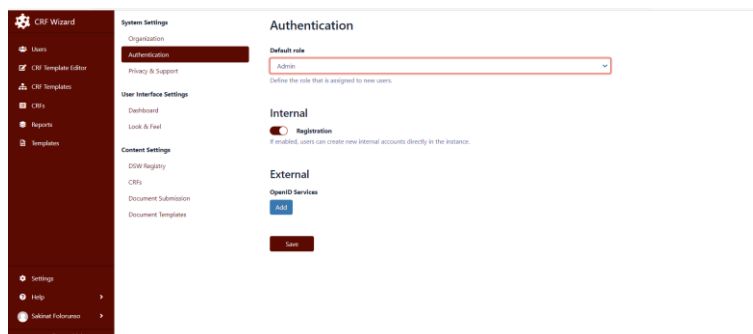 CRF Wizard
Users
CRF Template Editor
CRF Templates
CRFs
Reports
Templates
Settings
Help
Sakinat Folorunso
System Settings
Organization
Authentication
Privacy & Support
User Interface Settings
Dashboard
Look & Feel
Content Settings
DSW Registry
CRFs
Document Submission
Document Templates
Authentication
Default role
Admin
Define the role that is assigned to new users.
Internal
Registration
If enabled, users can create new internal accounts directly in the instance.
External
OpenID Services
Add
Save